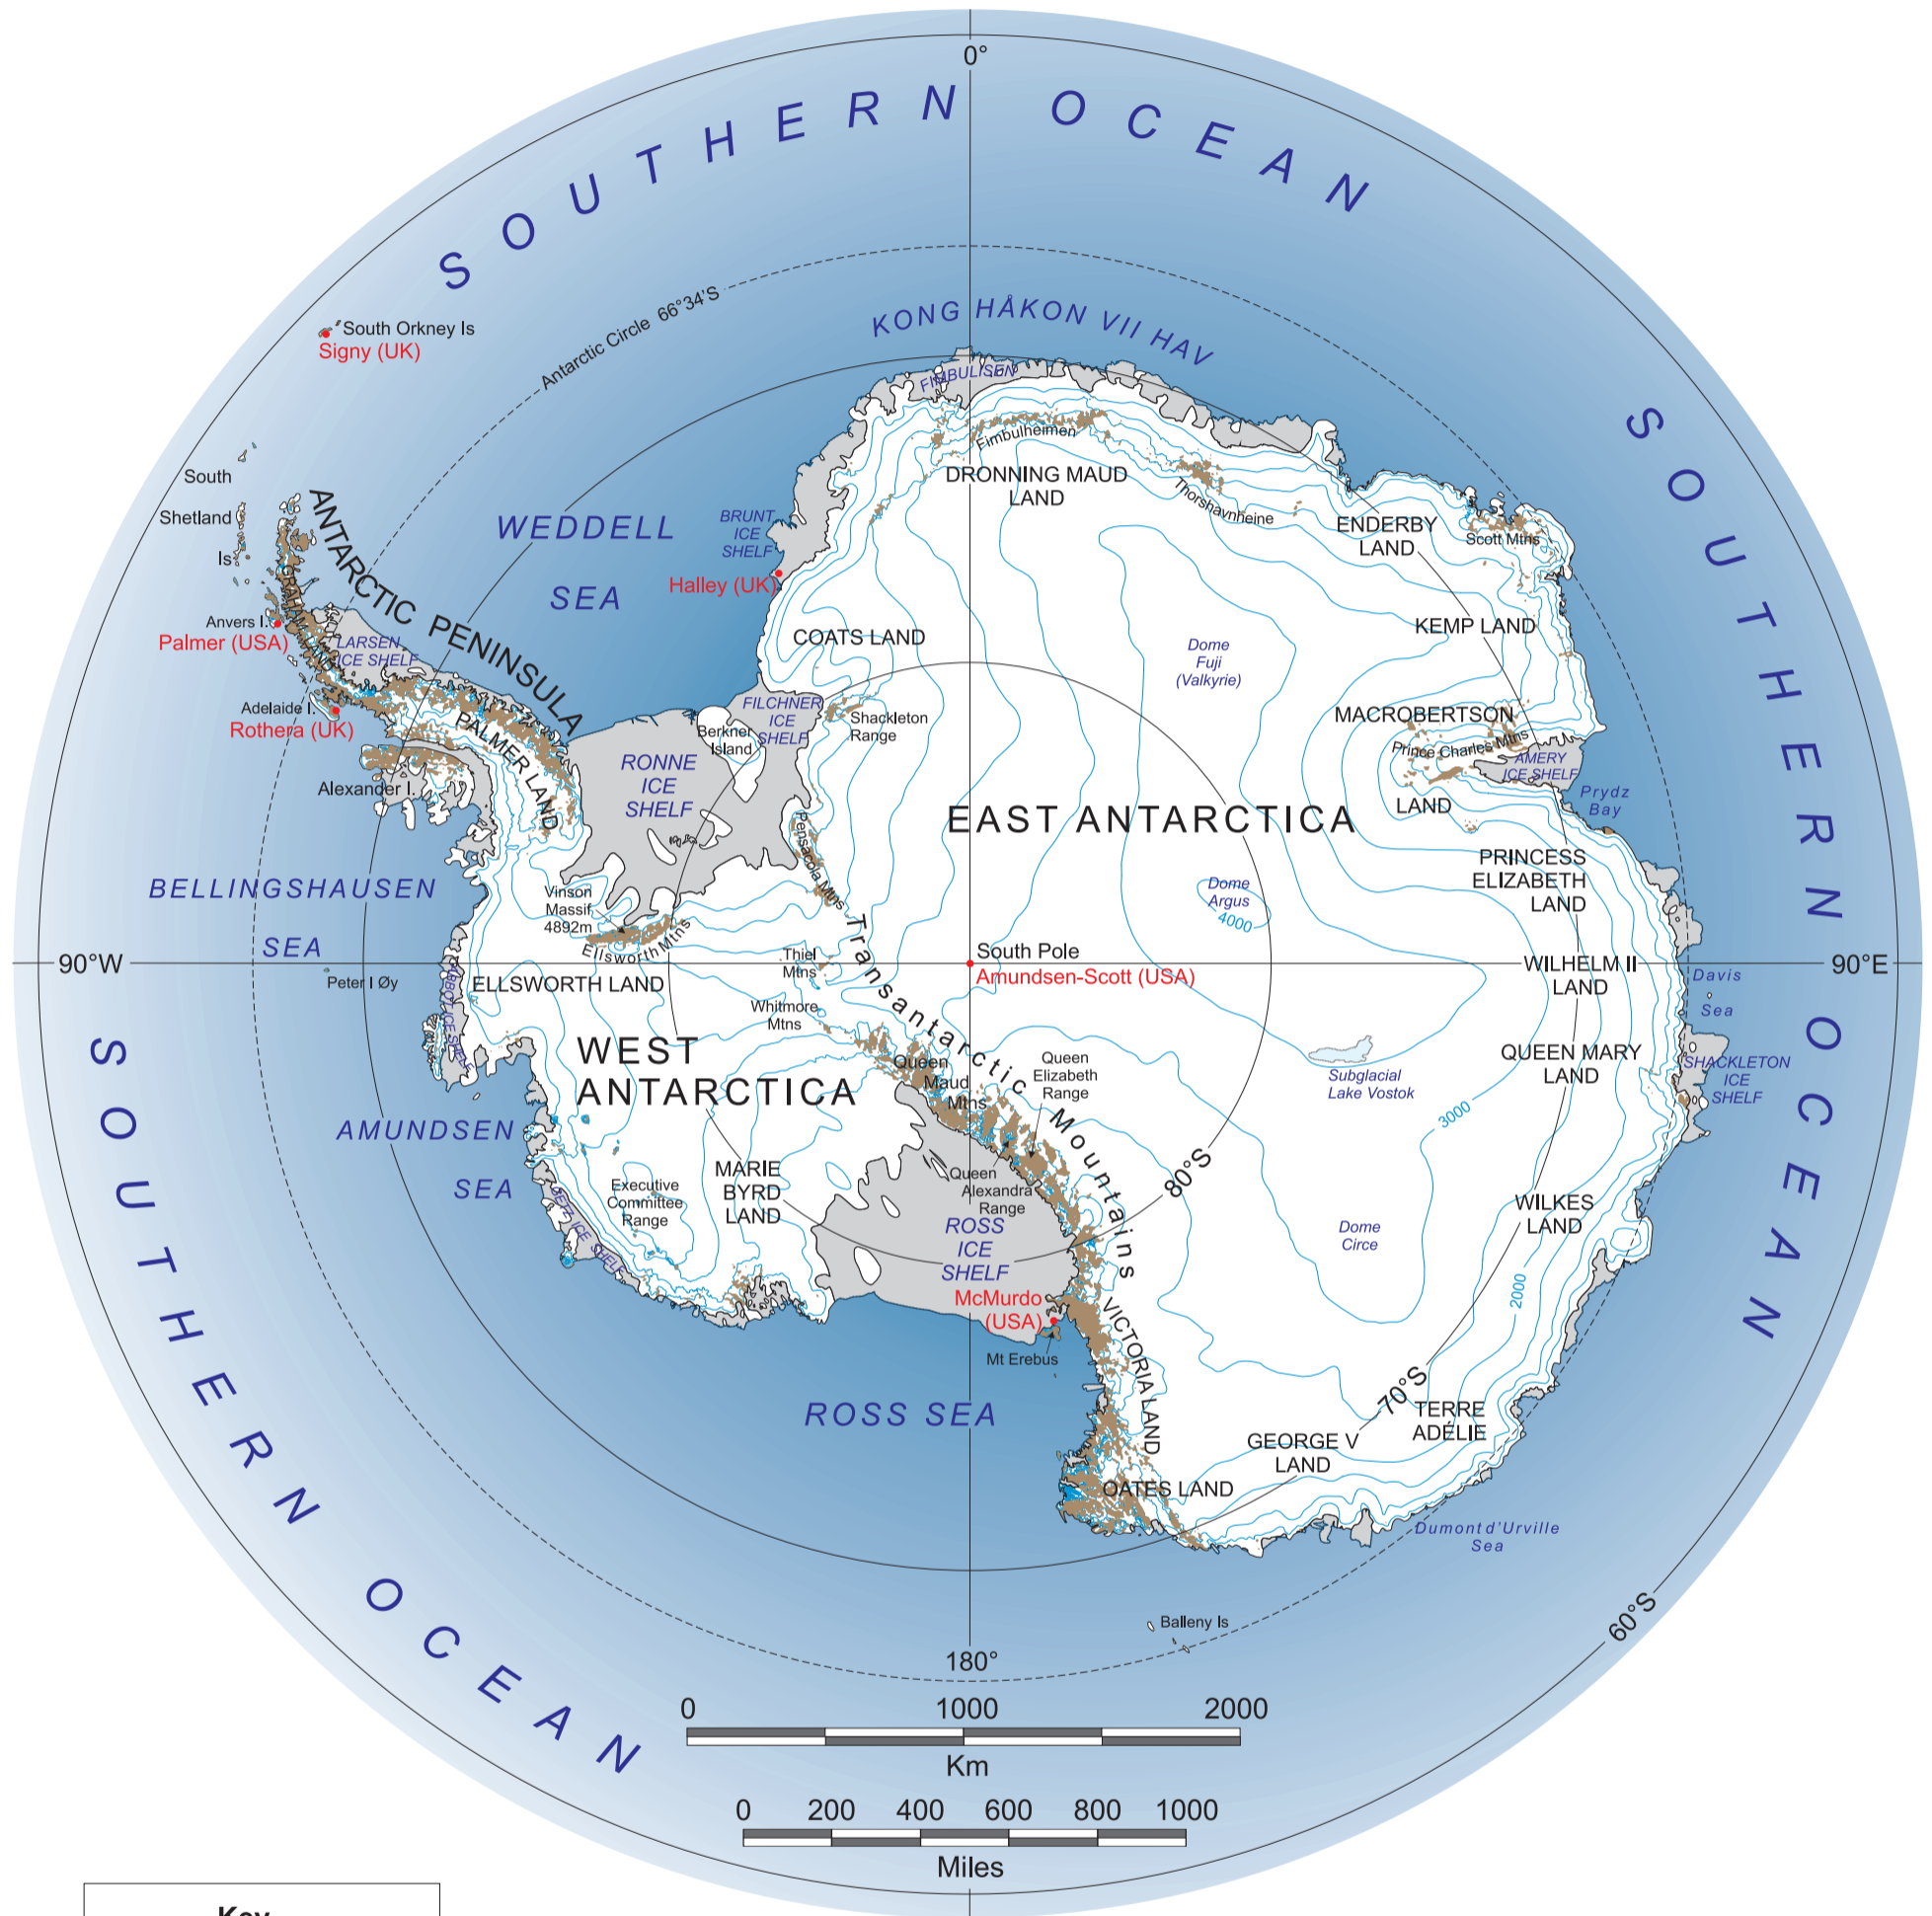 0°
SOUTHERN OCEAN
Antarctic Circle 66°34'S
KONG HÅKON VII HAV
South Orkney Is
Signy (UK)
FIMBULISEN
Fimbulheimen
DRONNING MAUD
LAND
Thorshavnheine
SOUTHERN OCEAN
South
Shetland
Is
ANTARCTIC PENINSULA
WEDDELL
SEA
BRUNT
ICE
SHELF
Halley (UK)
ENDERBY
LAND
Scott Mtns
GRAHAM LAND
Anvers I.
Palmer (USA)
LARSEN
ICE SHELF
COATS LAND
Dome
Fuji
(Valkyrie)
KEMP LAND
Adelaide I.
Rothera (UK)
PALMER LAND
Alexander I.
RONNE
ICE
SHELF
Berkner
Island
FILCHNER
ICE
SHELF
Shackleton
Range
MACROBERTSON
Prince Charles Mtns
LAND
AMERY
ICE SHELF
Prydz
Bay
EAST ANTARCTICA
Pensacola Mtns
BELLINGSHAUSEN
SEA
Vinson
Massif
4892m
Ellsworth Mtns
Dome
Argus
4000
PRINCESS
ELIZABETH
LAND
90°W
Peter I Øy
ABBOT ICE SHELF
ELLSWORTH LAND
Thiel
Mtns
Whitmore
Mtns
Transantarctic Mountains
South Pole
Amundsen-Scott (USA)
WILHELM II
LAND
Davis
Sea
90°E
WEST
ANTARCTICA
Queen
Maud
Mtns
Queen
Elizabeth
Range
Subglacial
Lake Vostok
3000
QUEEN MARY
LAND
SHACKLETON
ICE
SHELF
AMUNDSEN
SEA
GETZ ICE SHELF
Executive
Committee
Range
MARIE
BYRD
LAND
Queen
Alexandra
Range
ROSS
ICE
SHELF
80°S
Dome
Circe
WILKES
LAND
2000
McMurdo
(USA)
Mt Erebus
VICTORIA LAND
ROSS SEA
70°S
TERRE
ADÉLIE
GEORGE V
LAND
OATES LAND
Dumont d'Urville
Sea
SOUTHERN OCEAN
Balleny Is
60°S
180°
0 1000 2000
Km
0 200 400 600 800 1000
Miles
Key